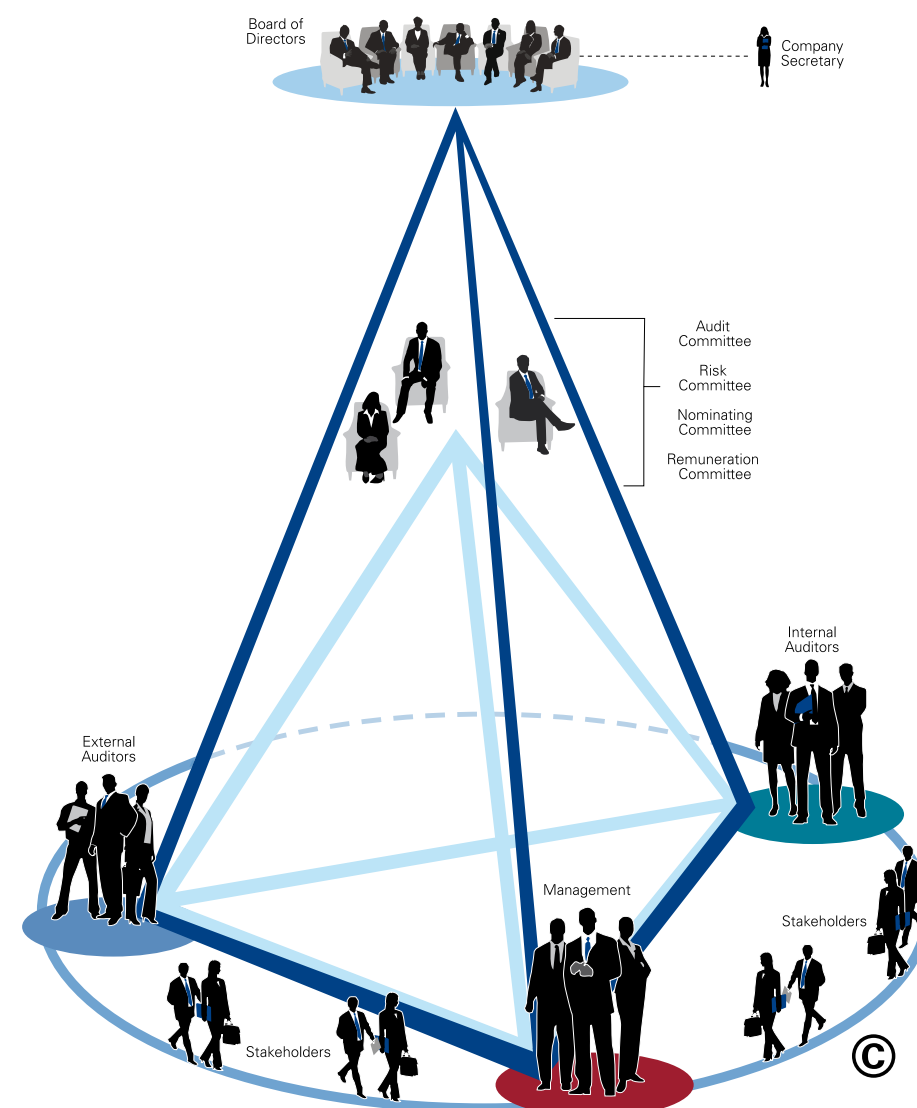 Board of
Directors
Company
Secretary
Audit
Committee
Risk
Committee
Nominating
Committee
Remuneration
Committee
Internal
Auditors
External
Auditors
Management
Stakeholders
Stakeholders
©